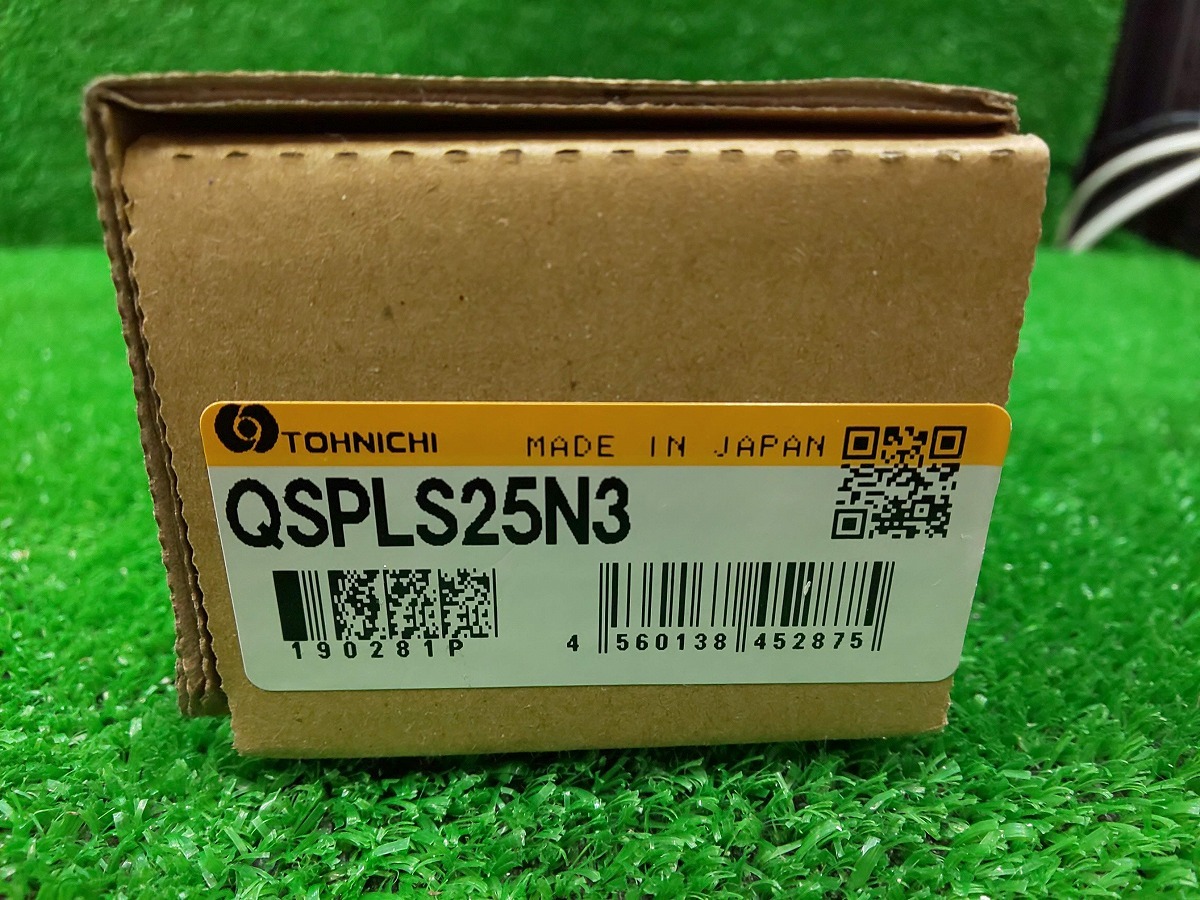 TOHNICHI MADE IN JAPAN
QSPLS25N3
190281P
4 560138 452875